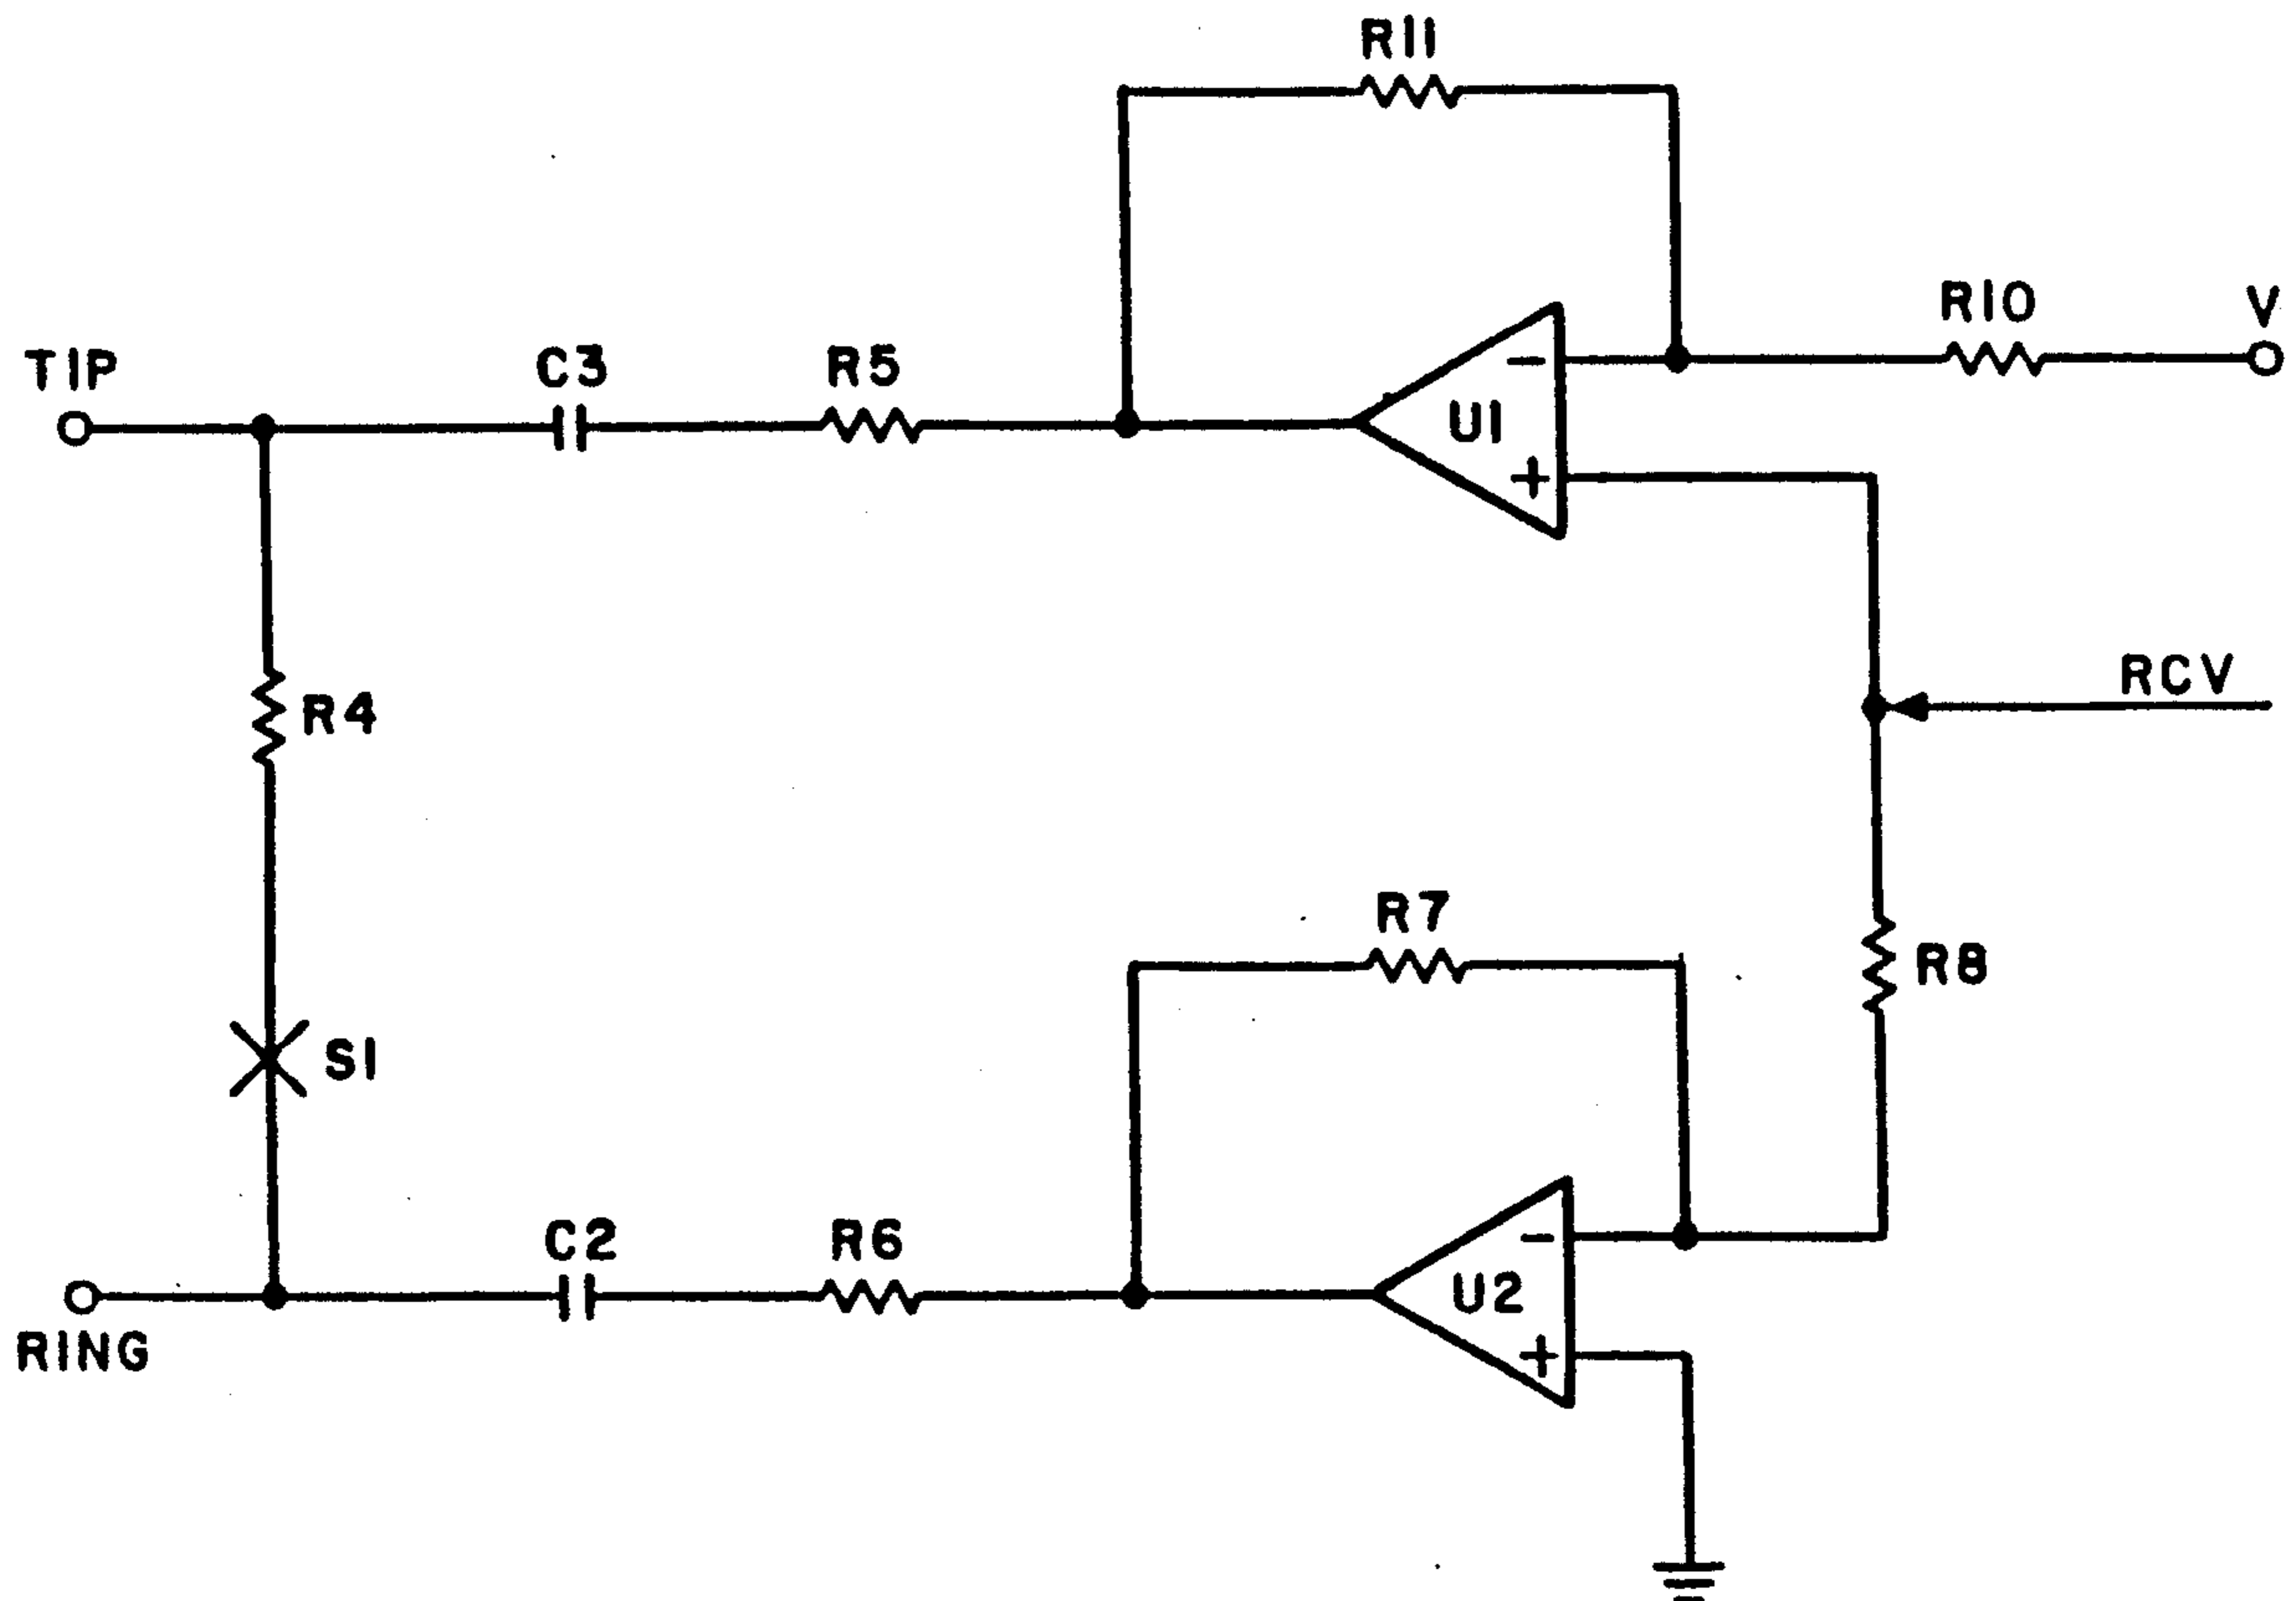 R11
R10
V
TIP
C3
R5
-
U1
+
RCV
R4
R7
R8
S1
C2
R6
-
U2
+
RING